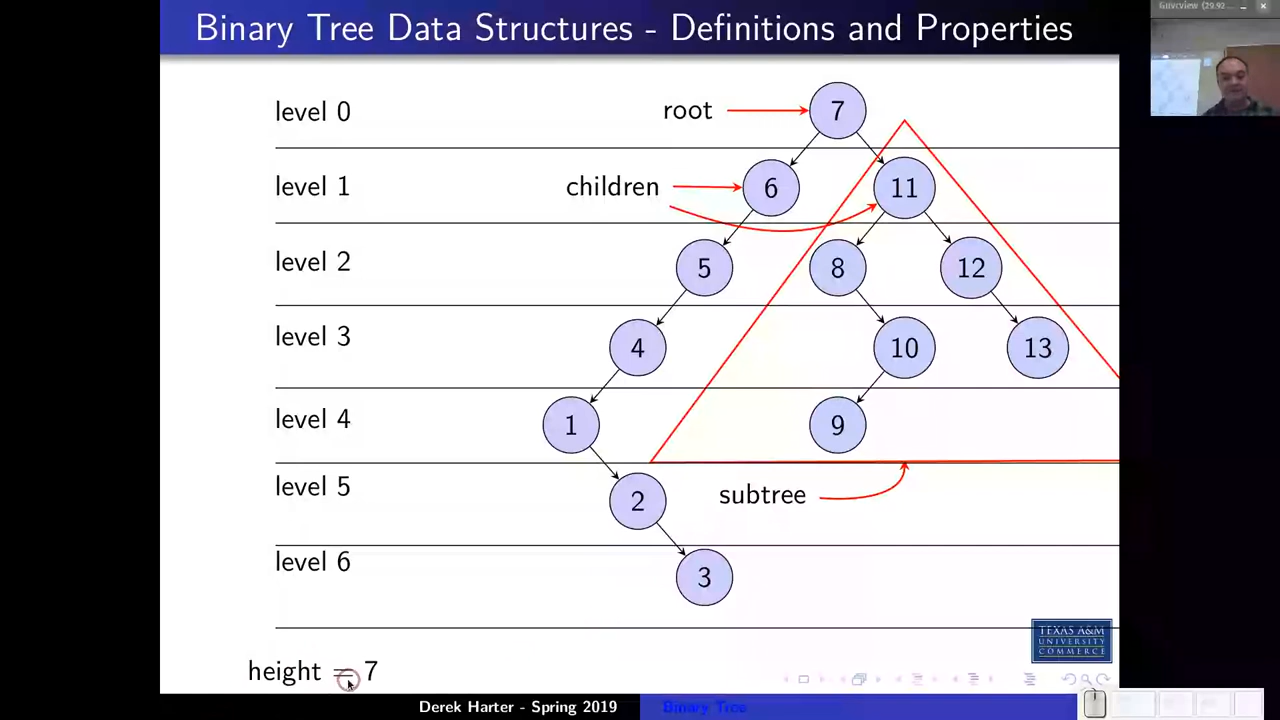 Binary Tree Data Structures - Definitions and Properties
level 0
root
7
level 1
children
6
11
level 2
5
8
12
level 3
4
10
13
level 4
1
9
level 5
2
subtree
level 6
3
TEXAS A&M
UNIVERSITY
COMMERCE
height = 7
Derek Harter - Spring 2019
Binary Tree